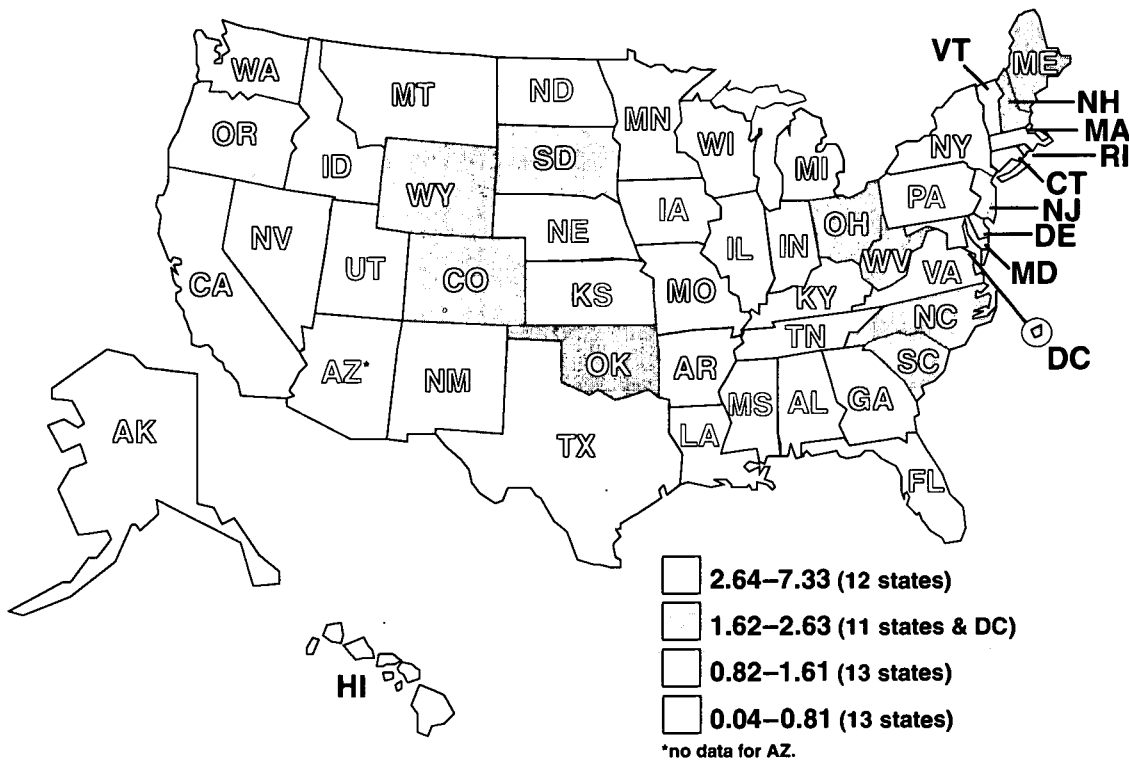 WA
MT
ND
MN
VT
ME
NH
MA
RI
CT
NJ
DE
MD
DC
OR
ID
WY
SD
WI
MI
NY
PA
NV
UT
CO
NE
IA
IL
IN
OH
WV
VA
CA
KS
MO
KY
NC
TN
SC
AZ*
NM
OK
AR
MS
AL
GA
TX
LA
FL
AK
HI
2.64–7.33 (12 states)
1.62–2.63 (11 states & DC)
0.82–1.61 (13 states)
0.04–0.81 (13 states)
*no data for AZ.